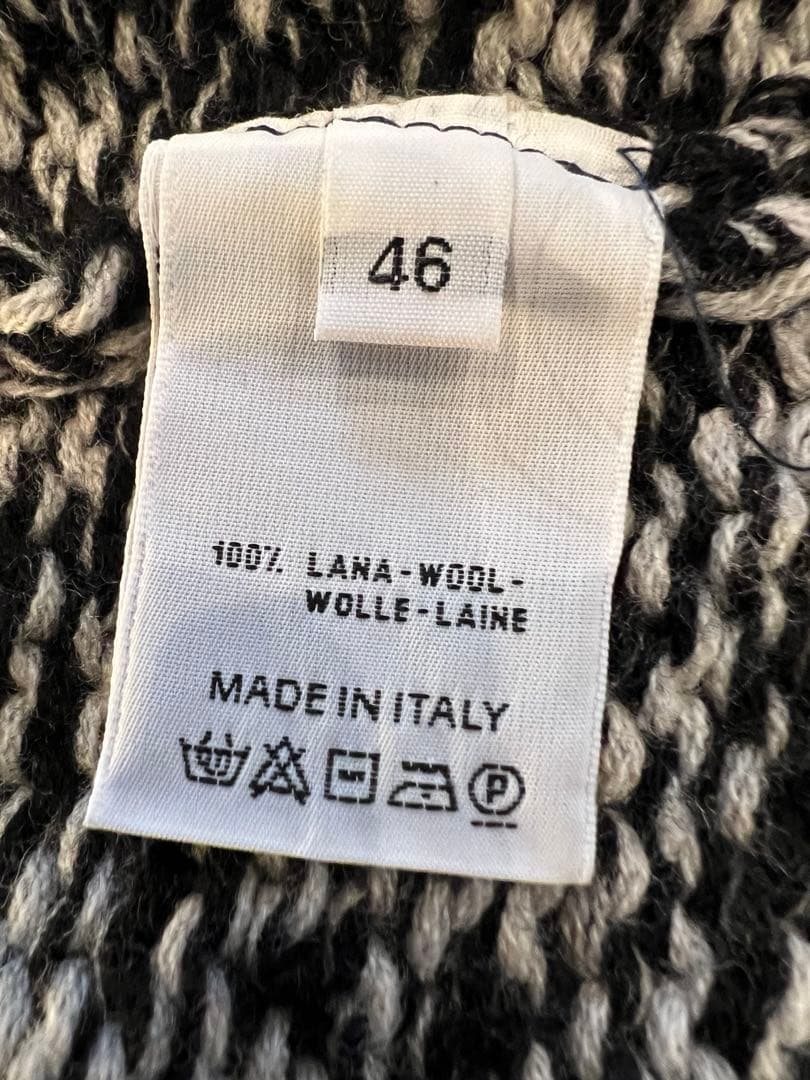 46
100% LANA-WOOL-
WOLLE-LAINE
MADE IN ITALY
P